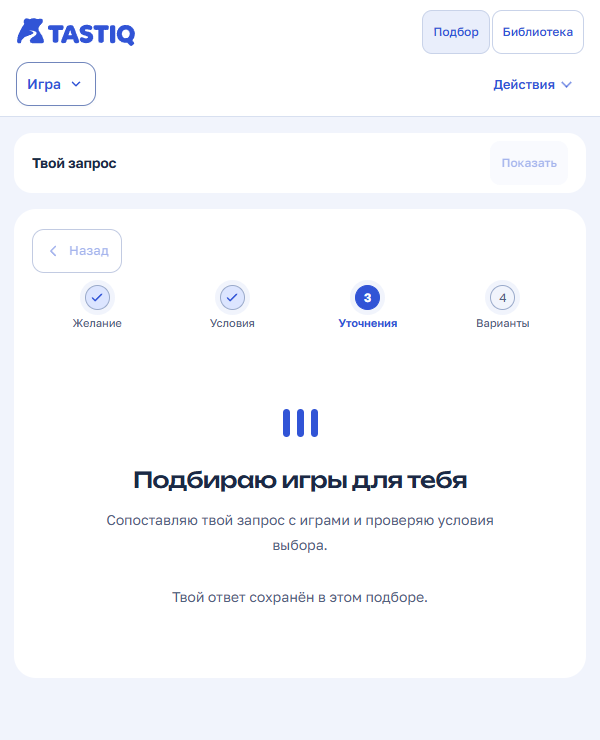 TASTIQ
Подбор
Библиотека
Игра
Действия
Твой запрос
Показать
Назад
3
4
Желание
Условия
Уточнения
Варианты
Подбираю игры для тебя
Сопоставляю твой запрос с играми и проверяю условия
выбора.
Твой ответ сохранён в этом подборе.